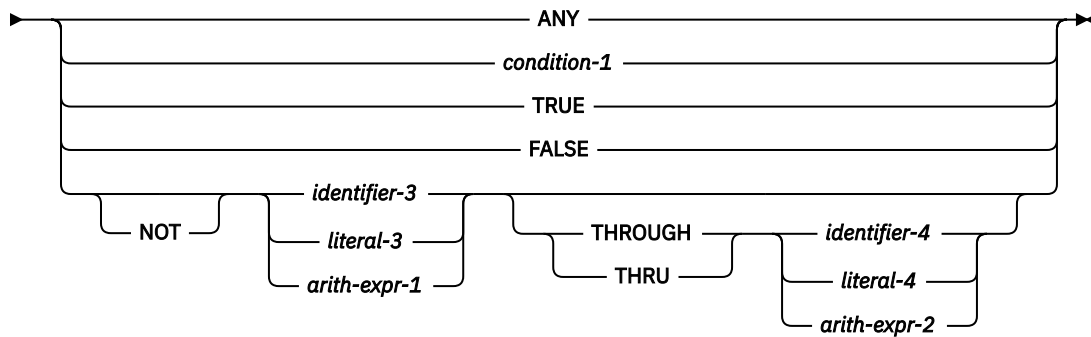 ANY
condition-1
TRUE
FALSE
identifier-3
NOT THROUGH identifier-4
literal-3
THRU literal-4
arith-expr-1
arith-expr-2